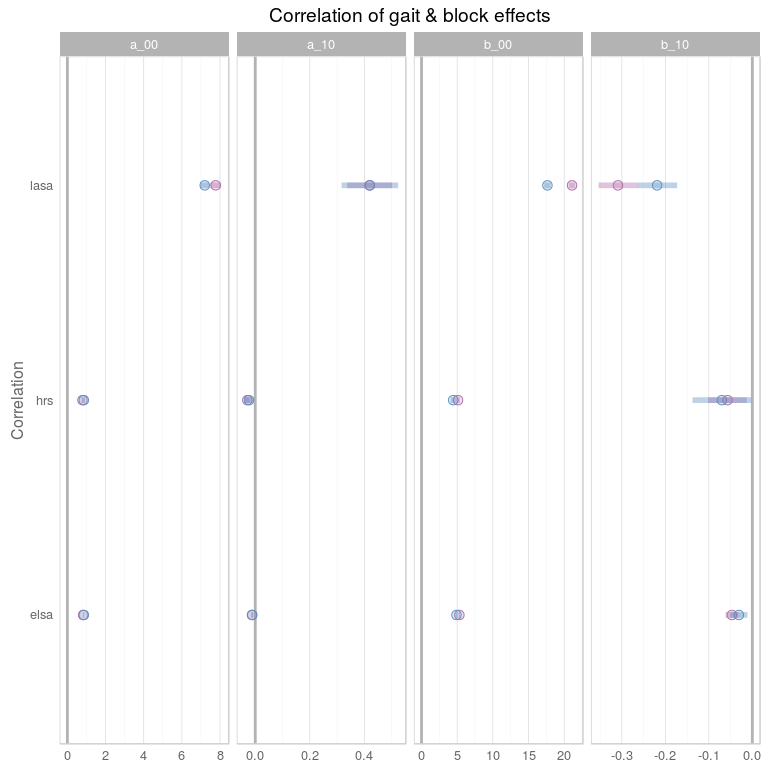 Correlation of gait & block effects
a_00 a_10 b_00 b_10
Correlation
lasa
hrs
elsa
0 2 4 6 8 0.0 0.2 0.4 0 5 10 15 20 -0.3 -0.2 -0.1 0.0